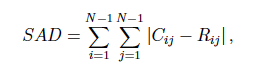 $SAD = \sum_{i=1}^{N-1} \sum_{j=1}^{N-1} |C_{ij} - R_{ij}|,$